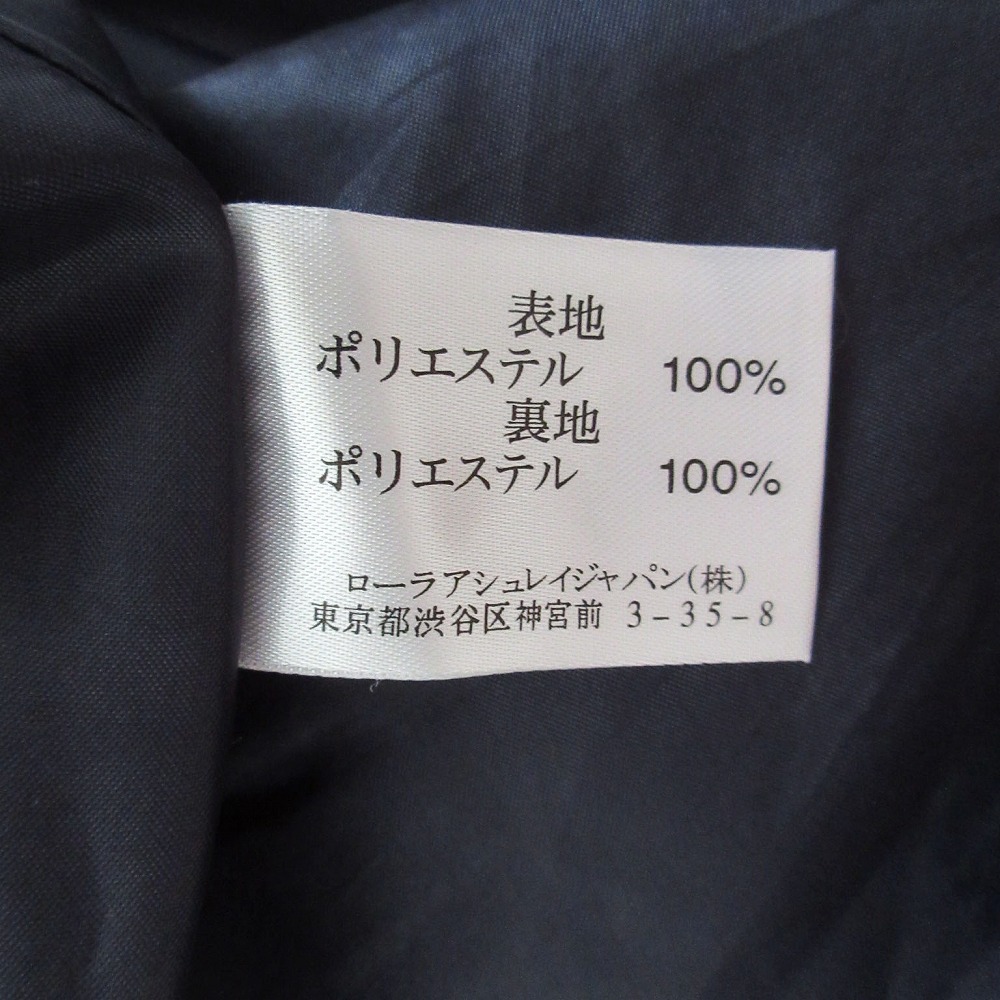 表地
ポリエステル 100%
裏地
ポリエステル 100%
ローラアシュレイジャパン(株)
東京都渋谷区神宮前 3-35-8